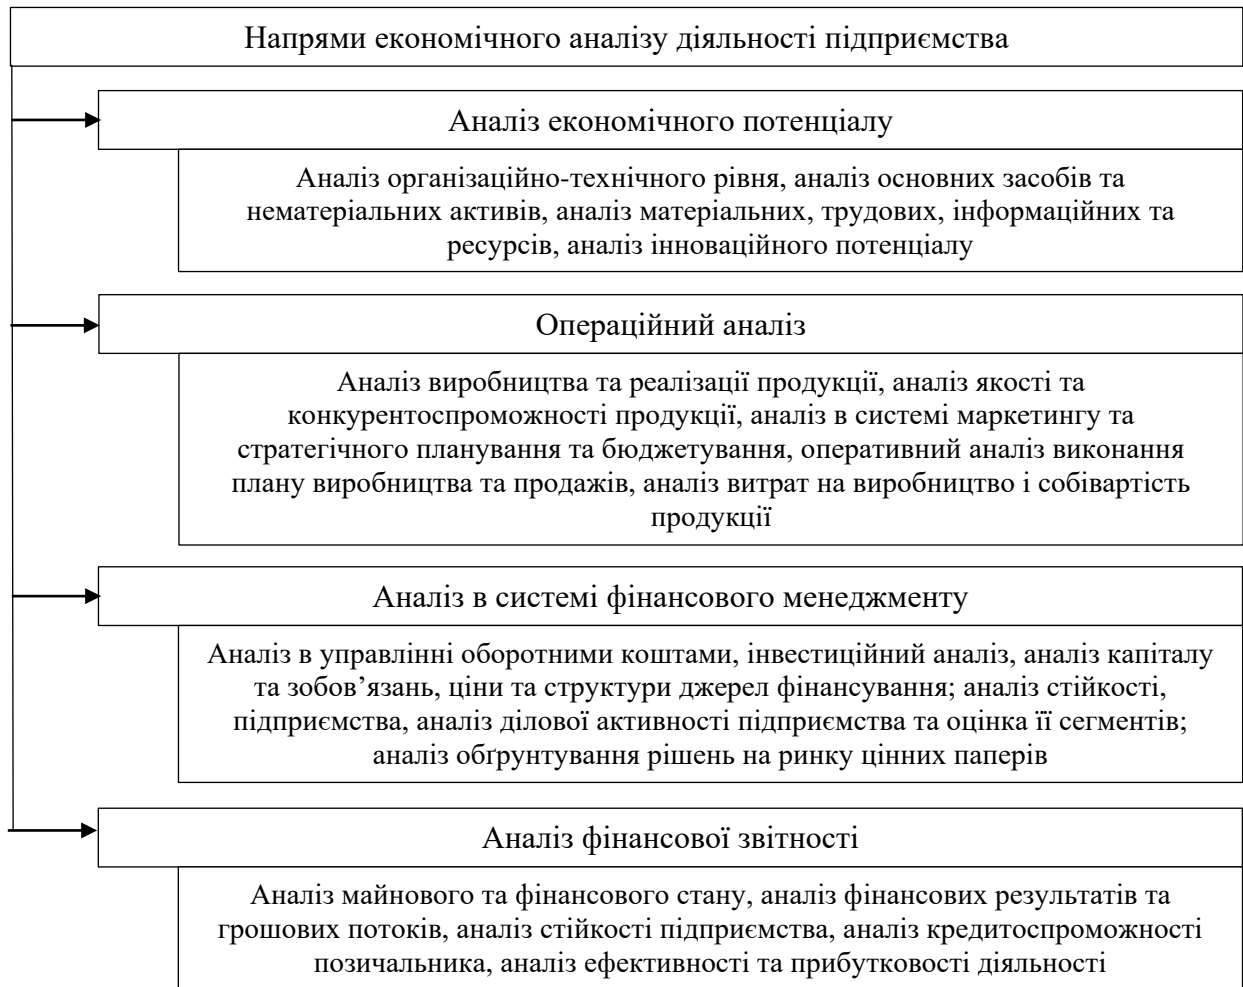 Напрями економічного аналізу діяльності підприємства
Аналіз економічного потенціалу
Аналіз організаційно-технічного рівня, аналіз основних засобів та
нематеріальних активів, аналіз матеріальних, трудових, інформаційних та
ресурсів, аналіз інноваційного потенціалу
Операційний аналіз
Аналіз виробництва та реалізації продукції, аналіз якості та
конкурентоспроможності продукції, аналіз в системі маркетингу та
стратегічного планування та бюджетування, оперативний аналіз виконання
плану виробництва та продажів, аналіз витрат на виробництво і собівартість
продукції
Аналіз в системі фінансового менеджменту
Аналіз в управлінні оборотними коштами, інвестиційний аналіз, аналіз капіталу
та зобов’язань, ціни та структури джерел фінансування; аналіз стійкості,
підприємства, аналіз ділової активності підприємства та оцінка її сегментів;
аналіз обґрунтування рішень на ринку цінних паперів
Аналіз фінансової звітності
Аналіз майнового та фінансового стану, аналіз фінансових результатів та
грошових потоків, аналіз стійкості підприємства, аналіз кредитоспроможності
позичальника, аналіз ефективності та прибутковості діяльності